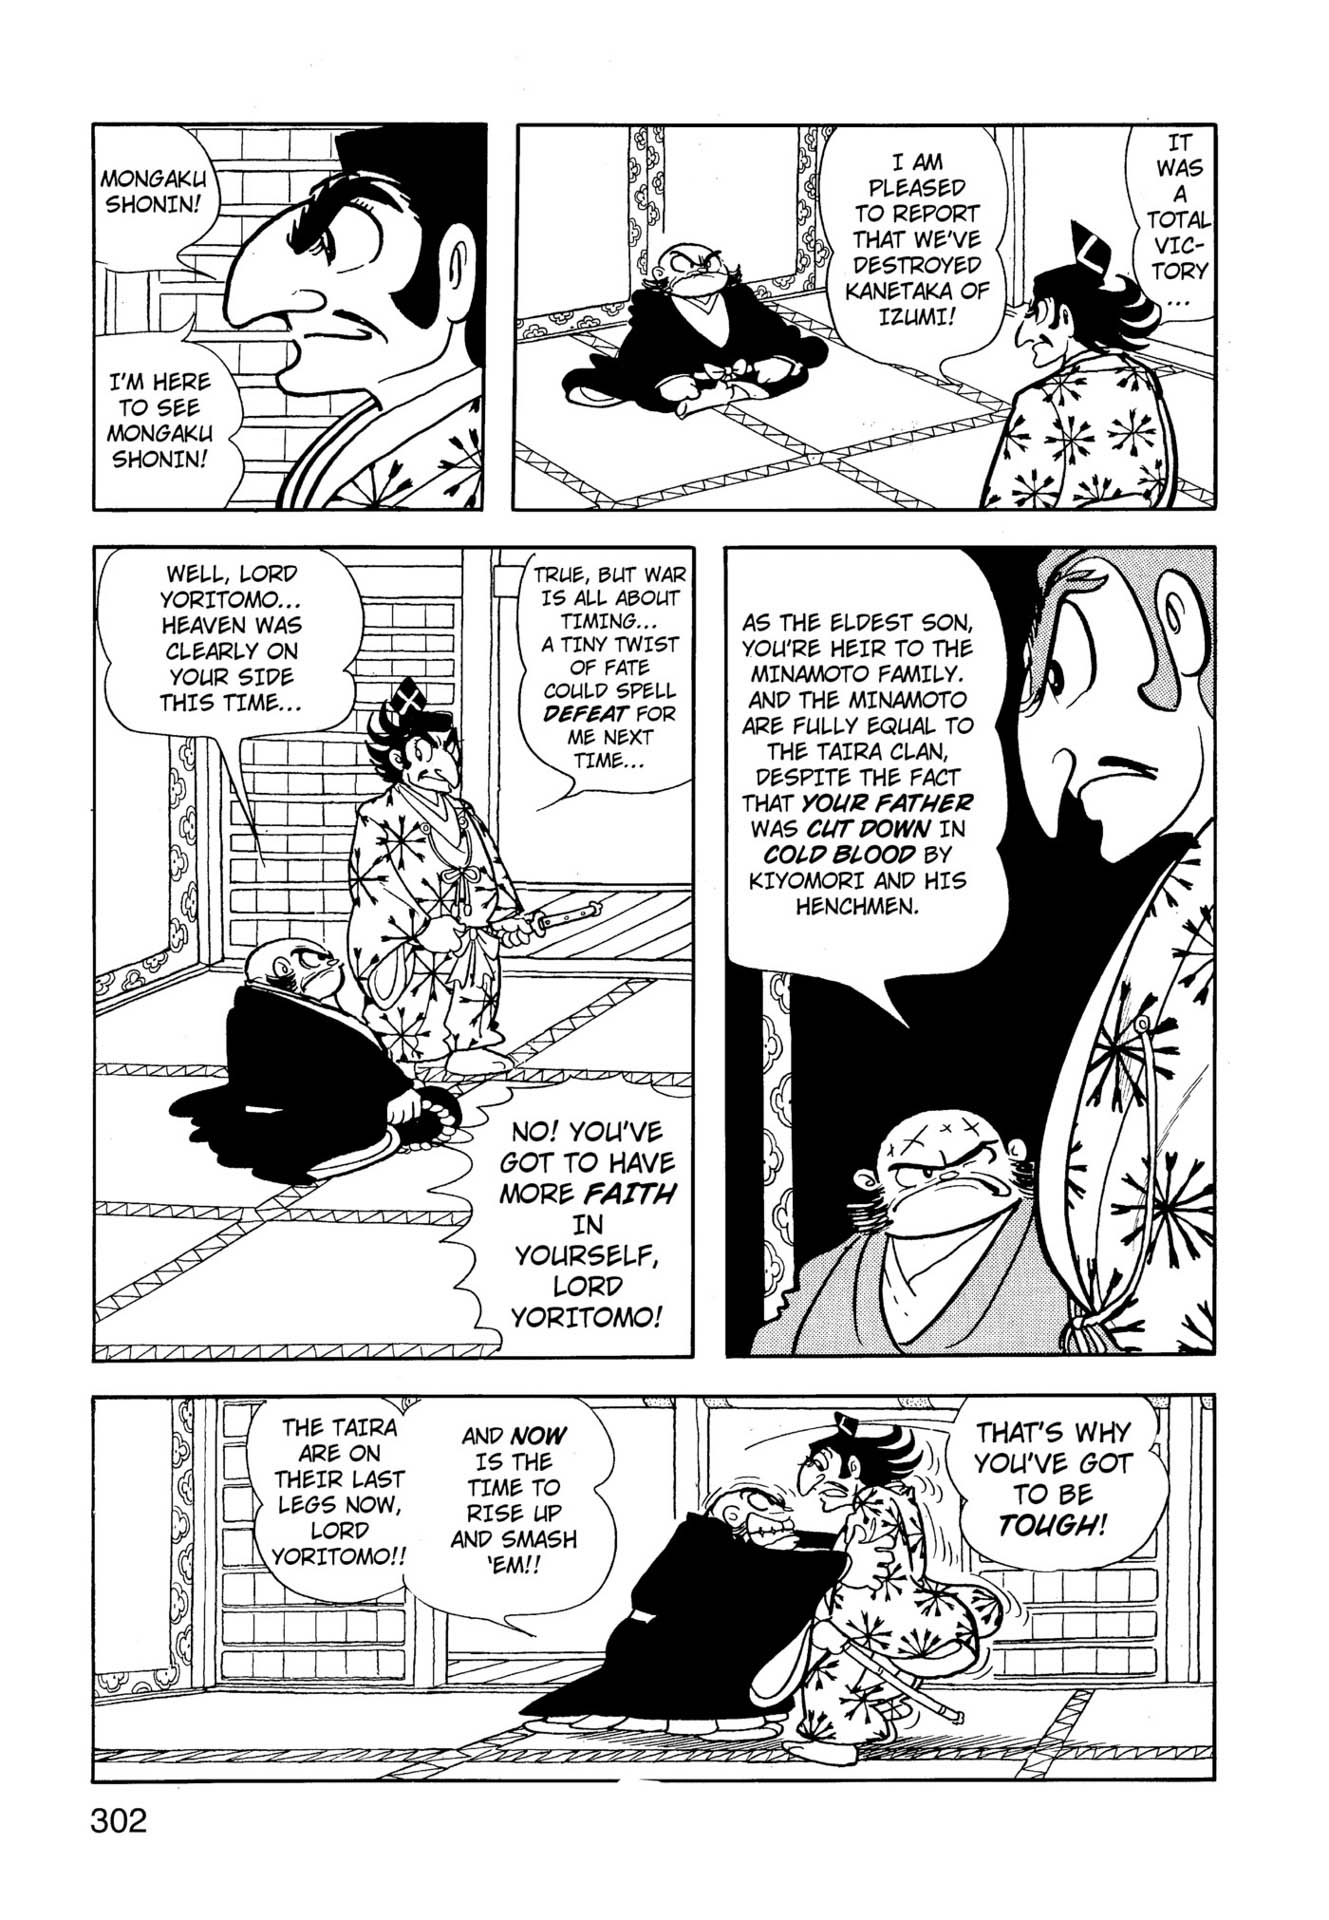 MONGAKU
SHONIN!
I'M HERE
TO SEE
MONGAKU
SHONIN!
I AM
PLEASED
TO REPORT
THAT WE'VE
DESTROYED
KANETAKA OF
IZUMI!
IT
WAS
A
TOTAL
VIC-
TORY
...
WELL, LORD
YORITOMO...
HEAVEN WAS
CLEARLY ON
YOUR SIDE
THIS TIME...
TRUE, BUT WAR
IS ALL ABOUT
TIMING...
A TINY TWIST
OF FATE
COULD SPELL
DEFEAT FOR
ME NEXT
TIME...
NO! YOU'VE
GOT TO HAVE
MORE FAITH
IN
YOURSELF,
LORD
YORITOMO!
AS THE ELDEST SON,
YOU'RE HEIR TO THE
MINAMOTO FAMILY.
AND THE MINAMOTO
ARE FULLY EQUAL TO
THE TAIRA CLAN,
DESPITE THE FACT
THAT YOUR FATHER
WAS CUT DOWN IN
COLD BLOOD BY
KIYOMORI AND HIS
HENCHMEN.
THE TAIRA
ARE ON
THEIR LAST
LEGS NOW,
LORD
YORITOMO!!
AND NOW
IS THE
TIME TO
RISE UP
AND SMASH
'EM!!
THAT'S WHY
YOU'VE GOT
TO BE
TOUGH!
302